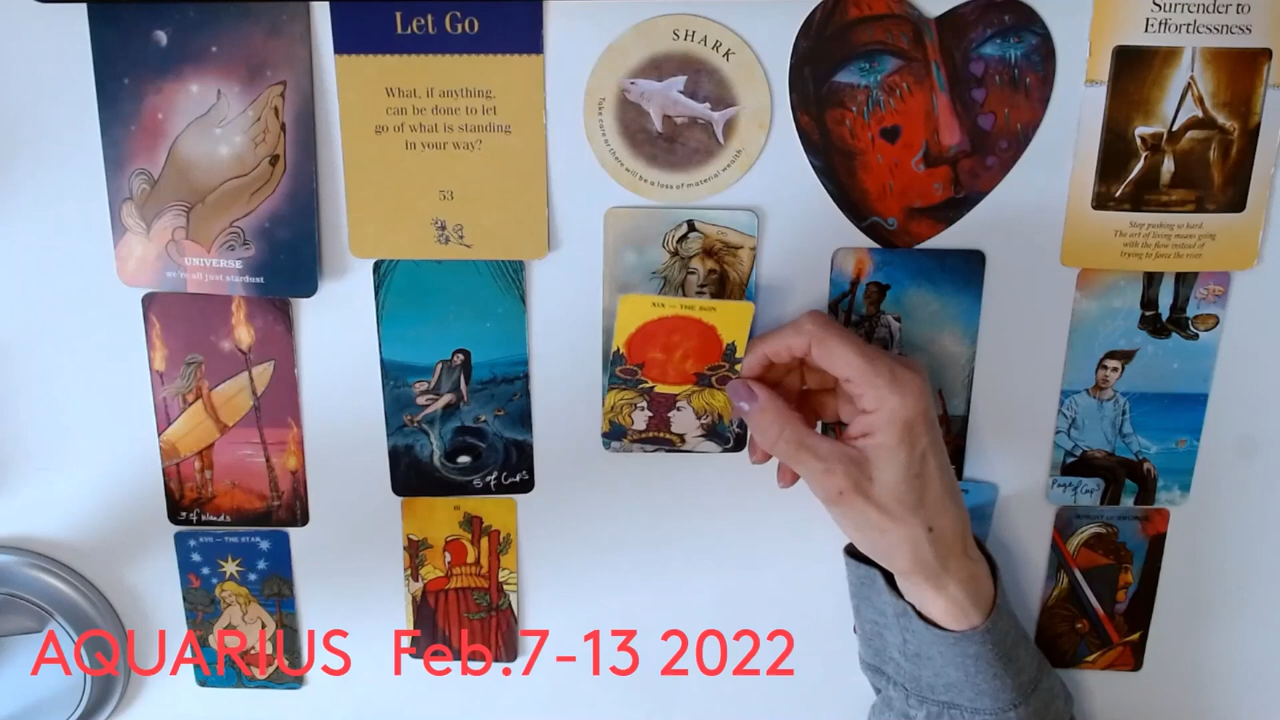 Let Go
What, if anything,
can be done to let
go of what is standing
in your way?
53
SHARK
Take care or there will be a loss of material wealth.
Surrender to
Effortlessness
Stop pushing so hard.
The art of living means going
with the flow instead of
trying to force the river.
UNIVERSE
we're all just stardust
XIX — THE SUN
3 of Wands
5 of Cups
Page of Cups
III
XVII — THE STAR
KNIGHT OF SWORDS
AQUARIUS Feb.7-13 2022